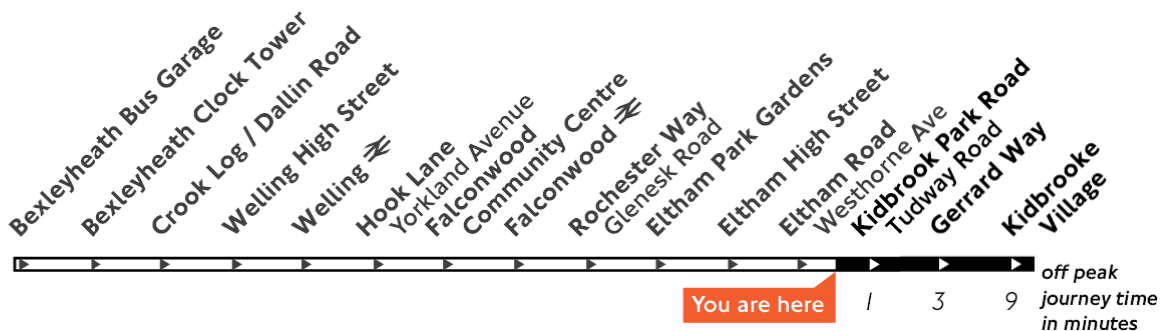 Bexleyheath Bus Garage
Bexleyheath Clock Tower
Crook Log / Dallin Road
Welling High Street
Welling
Hook Lane
Yorkland Avenue
Falconwood
Community Centre
Falconwood
Rochester Way
Glenesk Road
Eltham Park Gardens
Eltham High Street
Eltham Road
Westhorne Ave
Kidbrook Park Road
Tudway Road
Gerrard Way
Kidbrooke
Village
You are here
1
3
9
off peak
journey time
in minutes